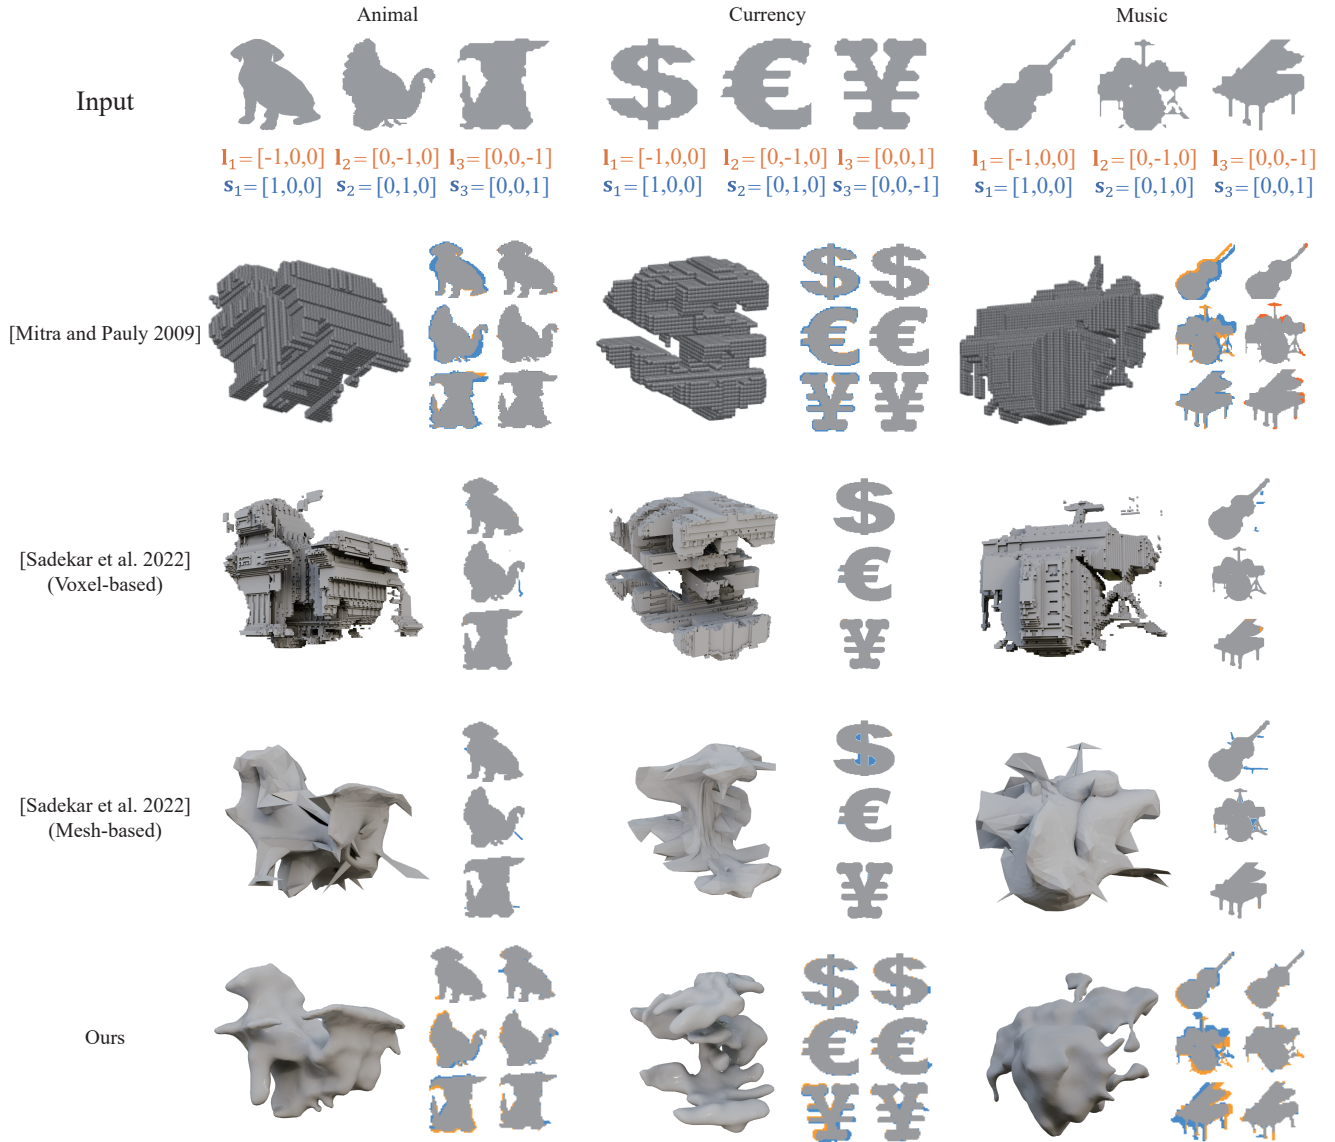 Animal Currency Music
Input
l1=[-1,0,0] l2=[0,-1,0] l3=[0,0,-1] l1=[-1,0,0] l2=[0,-1,0] l3=[0,0,1] l1=[-1,0,0] l2=[0,-1,0] l3=[0,0,-1]
s1=[1,0,0] s2=[0,1,0] s3=[0,0,1] s1=[1,0,0] s2=[0,1,0] s3=[0,0,-1] s1=[1,0,0] s2=[0,1,0] s3=[0,0,1]
[Mitra and Pauly 2009]
[Sadekar et al. 2022]
(Voxel-based)
[Sadekar et al. 2022]
(Mesh-based)
Ours